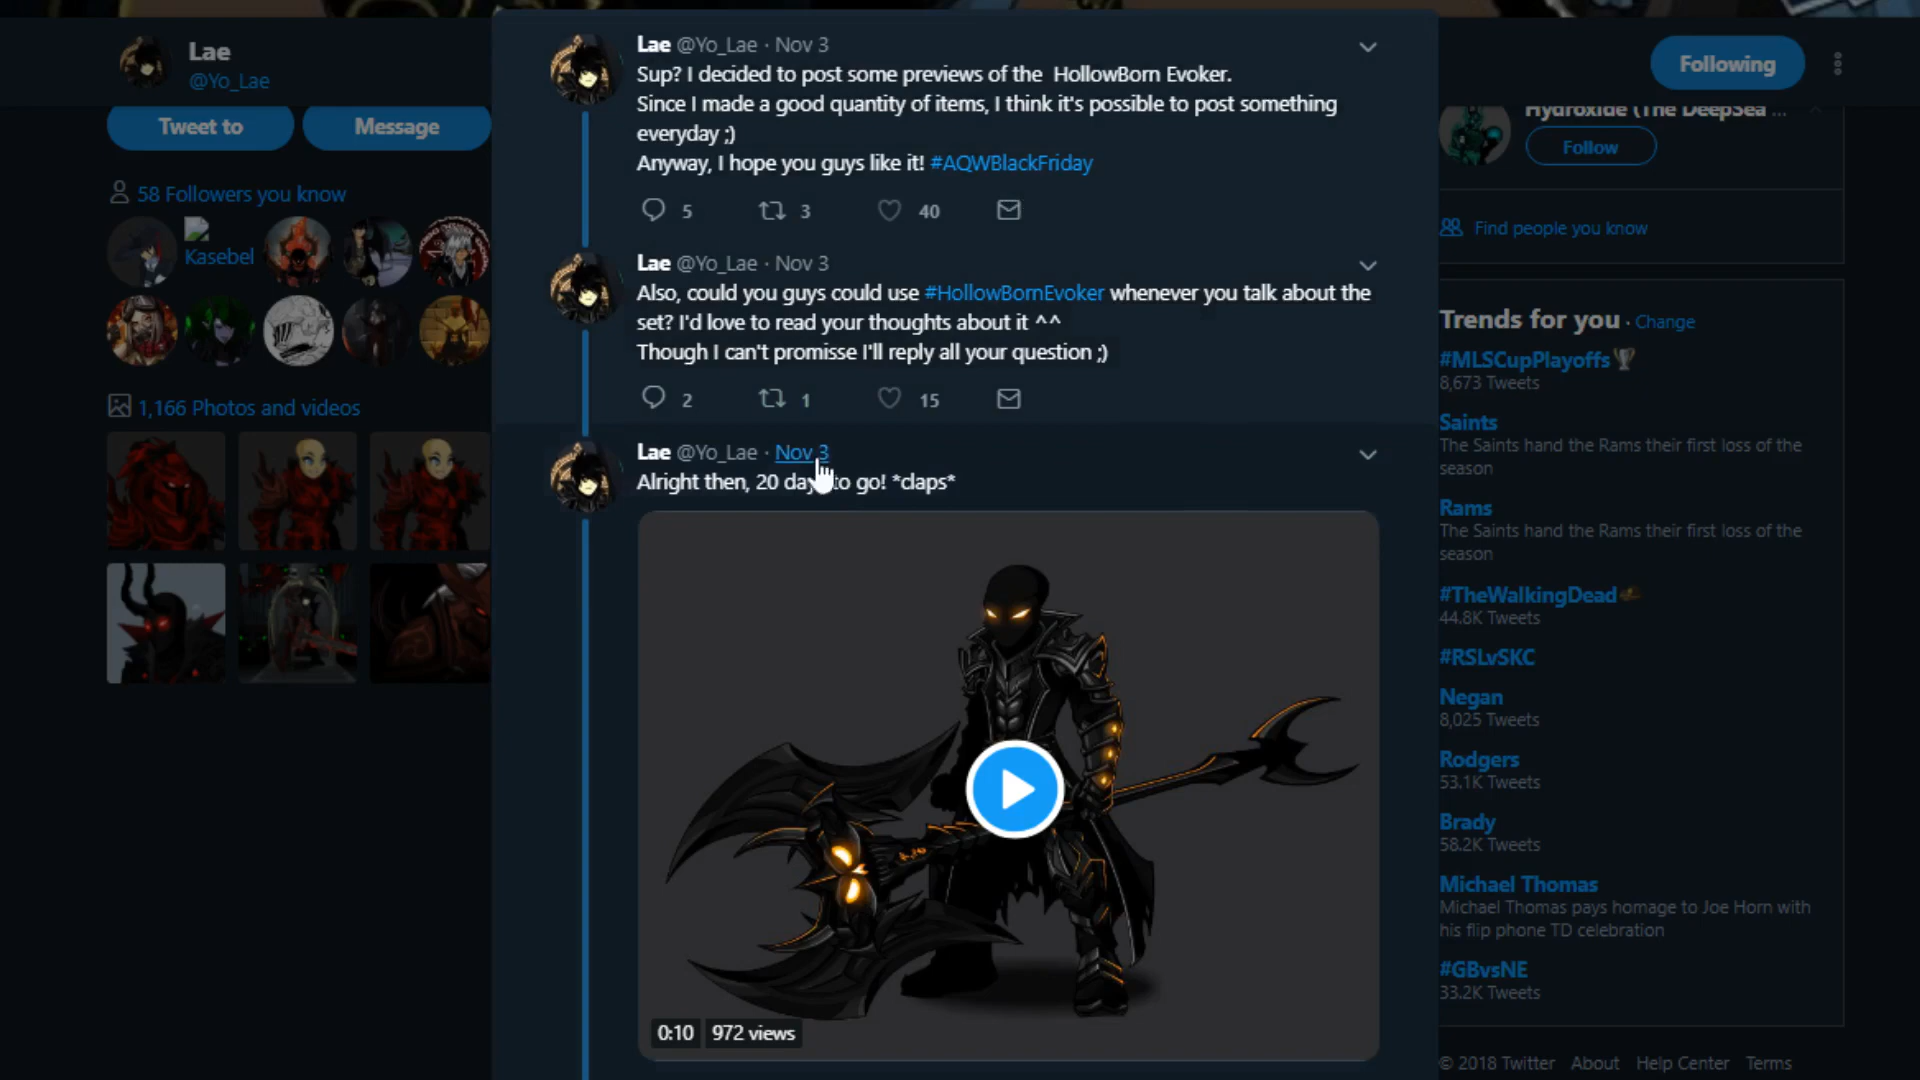 Lae
@Yo_Lae
Tweet to
Message
58 Followers you know
Kasebel
1,166 Photos and videos
Lae @Yo_Lae · Nov 3
Sup? I decided to post some previews of the HollowBorn Evoker.
Since I made a good quantity of items, I think it's possible to post something
everyday ;)
Anyway, I hope you guys like it! #AQWBlackFriday
5 3 40
Lae @Yo_Lae · Nov 3
Also, could you guys could use #HollowBornEvoker whenever you talk about the
set? I'd love to read your thoughts about it ^^
Though I can't promisse I'll reply all your question ;)
2 1 15
Lae @Yo_Lae · Nov 3
Alright then, 20 days to go! *claps*
0:10 972 views
Following
Hydroxide (The DeepSea ...
Follow
Find people you know
Trends for you · Change
#MLSCupPlayoffs
8,673 Tweets
Saints
The Saints hand the Rams their first loss of the
season
Rams
The Saints hand the Rams their first loss of the
season
#TheWalkingDead
44.8K Tweets
#RSLvSKC
Negan
8,025 Tweets
Rodgers
53.1K Tweets
Brady
58.2K Tweets
Michael Thomas
Michael Thomas pays homage to Joe Horn with
his flip phone TD celebration
#GBvsNE
33.2K Tweets
© 2018 Twitter About Help Center Terms